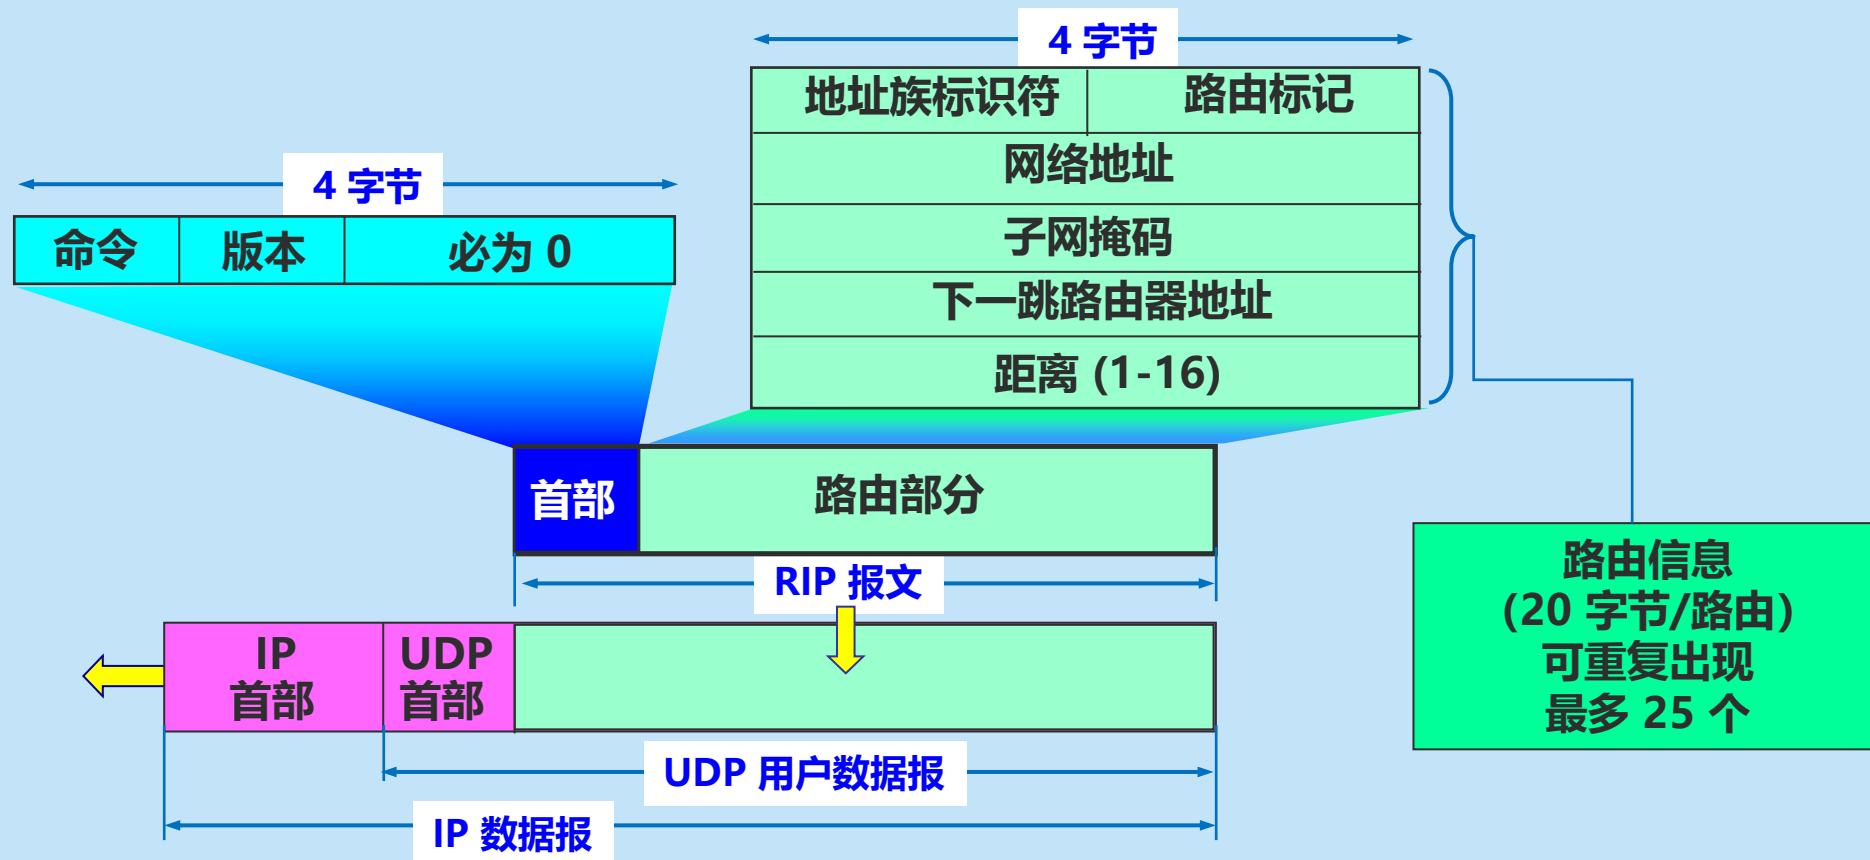 4 字节
地址族标识符
路由标记
网络地址
子网掩码
下一跳路由器地址
距离 (1-16)
4 字节
命令
版本
必为 0
首部
路由部分
RIP 报文
路由信息
(20 字节/路由)
可重复出现
最多 25 个
IP
首部
UDP
首部
UDP 用户数据报
IP 数据报